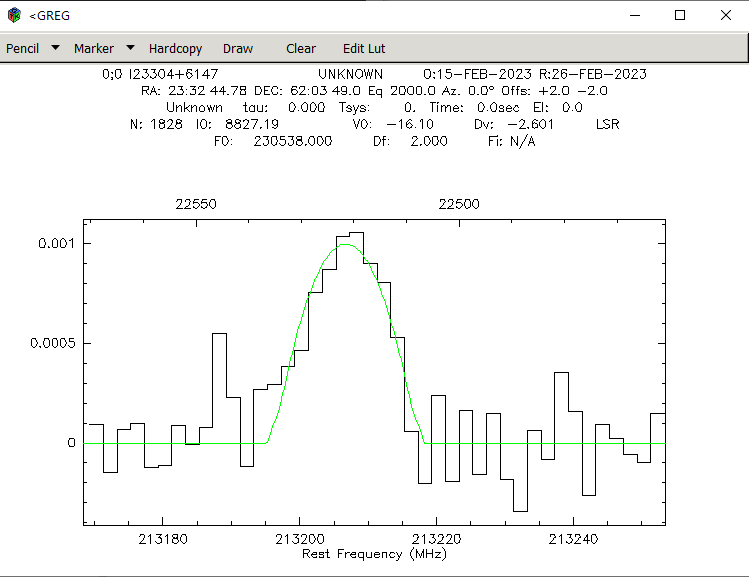 <GREG
Pencil Marker Hardcopy Draw Clear Edit Lut
0;0 I23304+6147 UNKNOWN O:15-FEB-2023 R:26-FEB-2023
RA: 23:32 44.78 DEC: 62:03 49.0 Eq 2000.0 Az. 0.0° Offs: +2.0 -2.0
Unknown tau: 0.000 Tsys: 0. Time: 0.0sec El: 0.0
N: 1828 I0: 8827.19 V0: -16.10 Dv: -2.601 LSR
F0: 230538.000 Df: 2.000 Fi: N/A
22550 22500
0.001
0.0005
0
213180 213200 213220 213240
Rest Frequency (MHz)